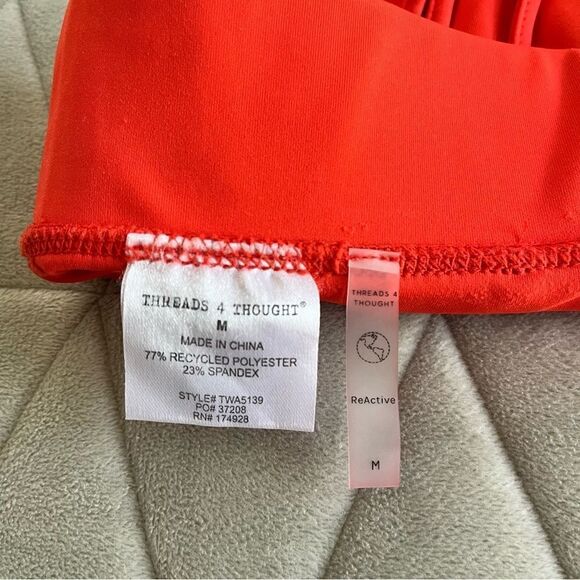 THREADS 4 THOUGHT®
M
MADE IN CHINA
77% RECYCLED POLYESTER
23% SPANDEX
STYLE# TWA5139
PO# 37208
RN# 174928
THREADS 4
THOUGHT
ReActive
M